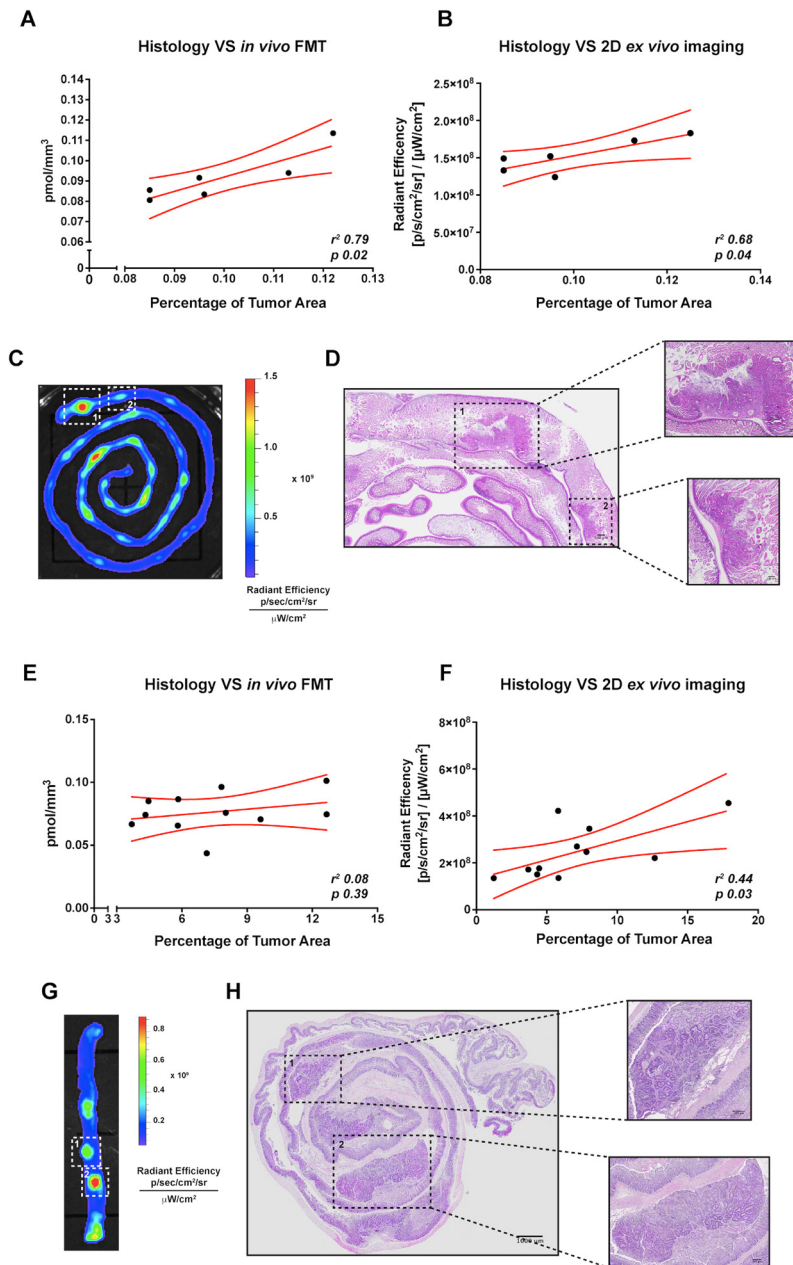 A
Histology VS in vivo FMT
pmol/mm³
0.14
0.13
0.12
0.11
0.10
0.09
0.08
0.07
0.06
0
0 0.08 0.09 0.10 0.11 0.12 0.13
r² 0.79
p 0.02
Percentage of Tumor Area
B
Histology VS 2D ex vivo imaging
Radiant Efficency
[p/s/cm²/sr] / [µW/cm²]
2.5×10⁸
2.0×10⁸
1.5×10⁸
1.0×10⁸
5.0×10⁷
0.0
0.08 0.10 0.12 0.14
r² 0.68
p 0.04
Percentage of Tumor Area
C
1
2
1.5
1.0
x 10⁹
0.5
Radiant Efficiency
p/sec/cm²/sr
µW/cm²
D
1
2
E
Histology VS in vivo FMT
pmol/mm³
0.15
0.10
0.05
0.00
0 3 3 6 9 12 15
r² 0.08
p 0.39
Percentage of Tumor Area
F
Histology VS 2D ex vivo imaging
Radiant Efficency
[p/s/cm²/sr] / [µW/cm²]
8×10⁸
6×10⁸
4×10⁸
2×10⁸
0
0 5 10 15 20
r² 0.44
p 0.03
Percentage of Tumor Area
G
1
2
0.8
0.6
x 10⁹
0.4
0.2
Radiant Efficiency
p/sec/cm²/sr
µW/cm²
H
1
2
1000 µm